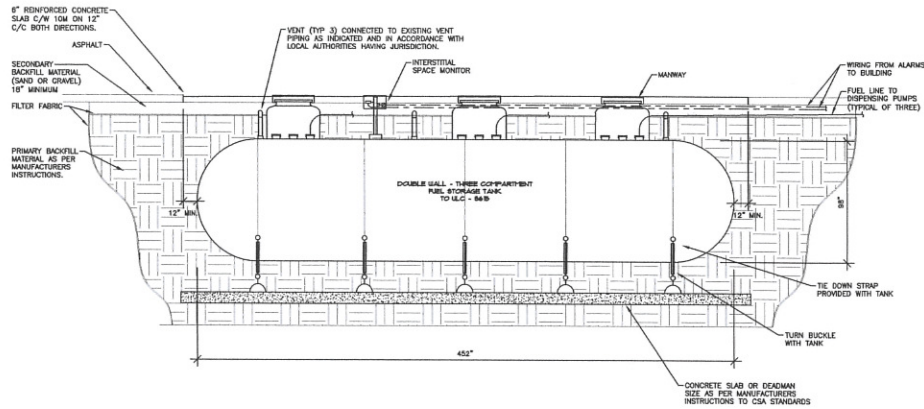 6" REINFORCED CONCRETE
SLAB C/W 10M ON 12"
C/C BOTH DIRECTIONS.
ASPHALT
SECONDARY
BACKFILL MATERIAL
(SAND OR GRAVEL)
18" MINIMUM
FILTER FABRIC
PRIMARY BACKFILL
MATERIAL AS PER
MANUFACTURERS
INSTRUCTIONS.
VENT (TYP 3) CONNECTED TO EXISTING VENT
PIPING AS INDICATED AND IN ACCORDANCE WITH
LOCAL AUTHORITIES HAVING JURISDICTION.
INTERSTITIAL
SPACE MONITOR
MANWAY
WIRING FROM ALARMS
TO BUILDING
FUEL LINE TO
DISPENSING PUMPS
(TYPICAL OF THREE)
DOUBLE WALL - THREE COMPARTMENT
FUEL STORAGE TANK
TO ULC - S615
12" MIN.
12" MIN.
98"
TIE DOWN STRAP
PROVIDED WITH TANK
TURN BUCKLE
WITH TANK
452"
CONCRETE SLAB OR DEADMAN
SIZE AS PER MANUFACTURERS
INSTRUCTIONS TO CSA STANDARDS